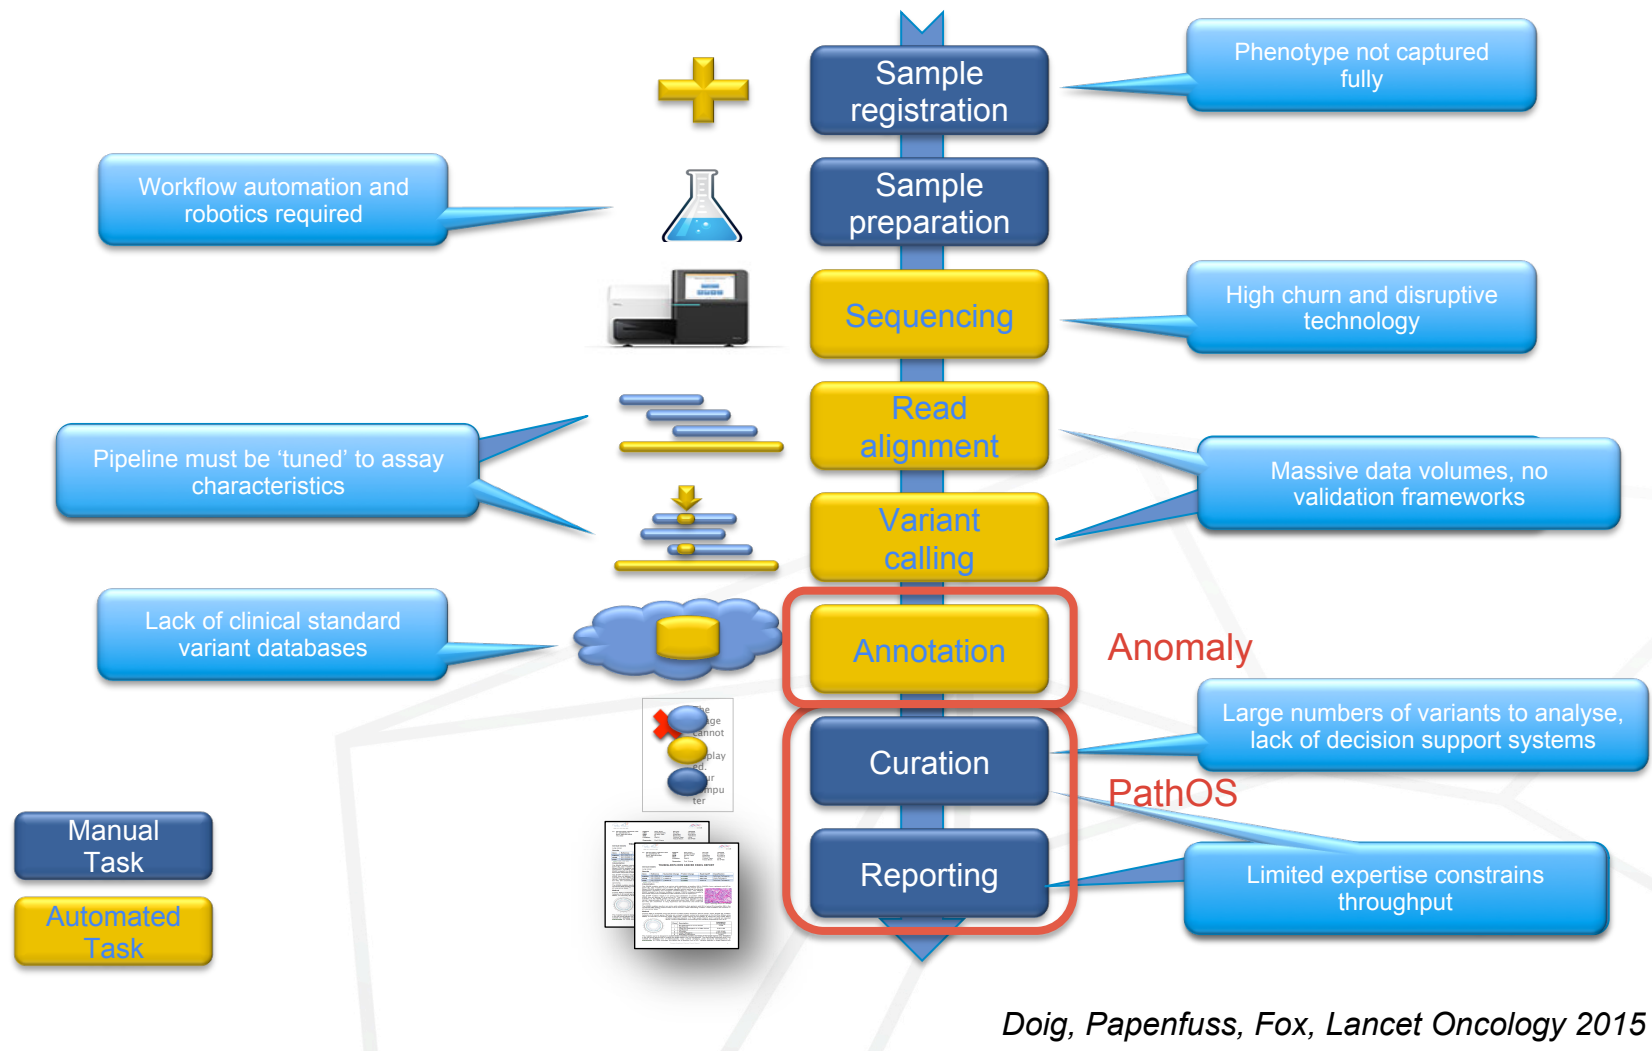 Sample
registration
Phenotype not captured
fully
Workflow automation and
robotics required
Sample
preparation
Sequencing
High churn and disruptive
technology
Read
alignment
Pipeline must be ‘tuned’ to assay
characteristics
Massive data volumes, no
validation frameworks
Variant
calling
Lack of clinical standard
variant databases
Annotation
Anomaly
cannot
ed.
ter
Curation
Large numbers of variants to analyse,
lack of decision support systems
PathOS
Manual
Task
Reporting
Limited expertise constrains
throughput
Automated
Task
Doig, Papenfuss, Fox, Lancet Oncology 2015